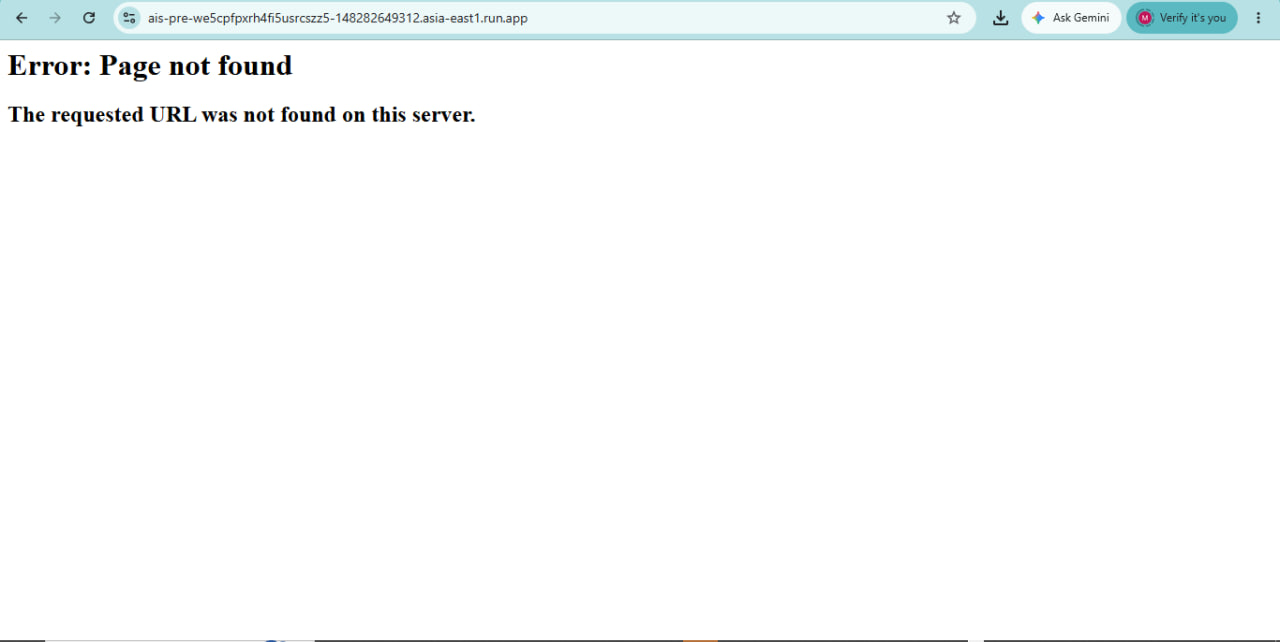 ais-pre-we5cpfpxrh4fi5usrcszz5-148282649312.asia-east1.run.app
Ask Gemini
M
Verify it's you
Error: Page not found
The requested URL was not found on this server.